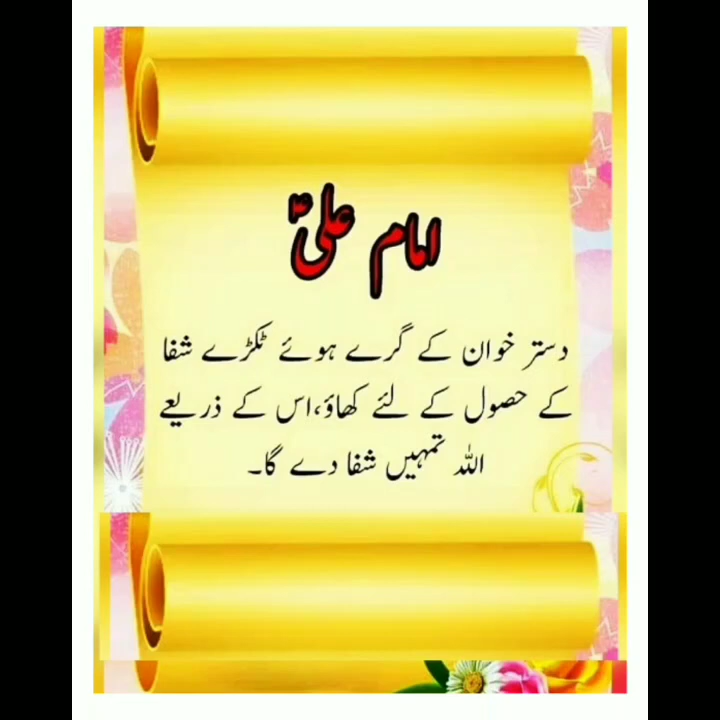 امام علیؑ
دستر خوان کے گرے ہوئے ٹکڑے شفا
کے حصول کے لئے کھاؤ،اس کے ذریعے
اللہ تمہیں شفا دے گا۔